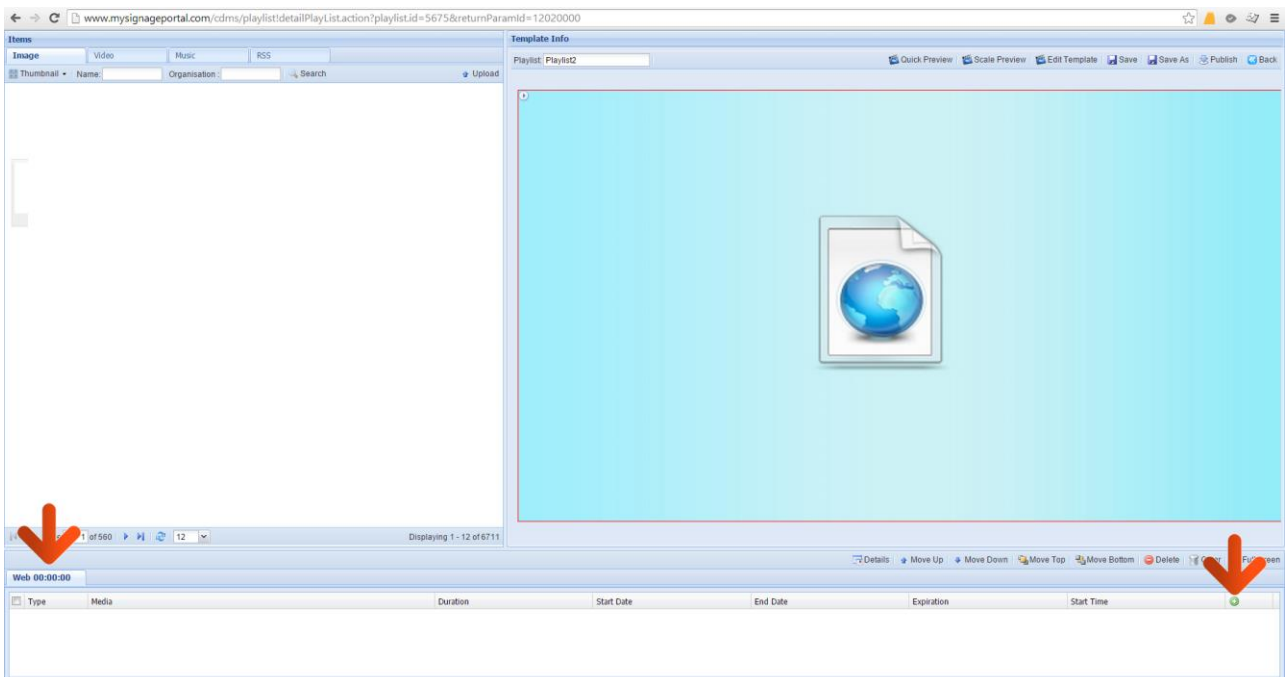 www.mysignageportal.com/cdms/playlist!detailPlayList.action?playlist.id=5675&returnParamId=12020000
Items
Image Video Music RSS
Thumbnail Name: Organisation : Search Upload
Template Info
Playlist: Playlist2 Quick Preview Scale Preview Edit Template Save Save As Publish Back
1 of 560 12 Displaying 1 - 12 of 6711
Details Move Up Move Down Move Top Move Bottom Delete
Web 00:00:00
Type Media Duration Start Date End Date Expiration Start Time